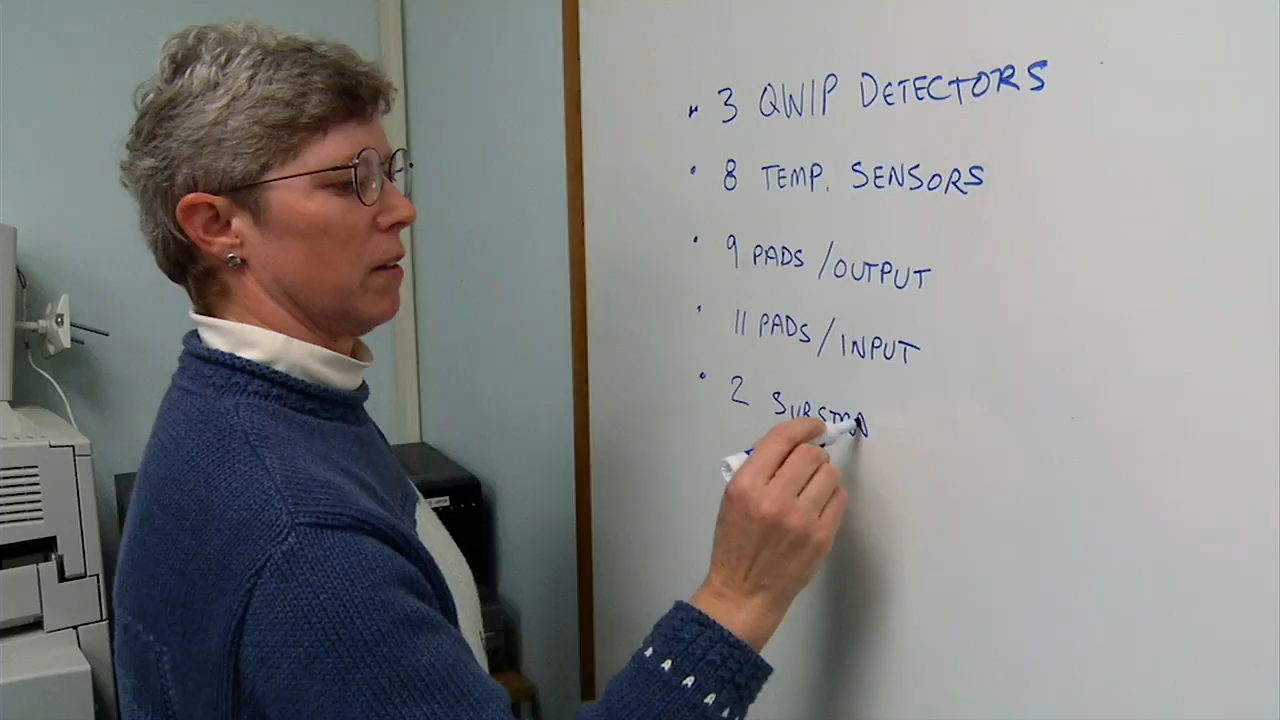 • 3 QWIP DETECTORS
• 8 TEMP. SENSORS
• 9 PADS /OUTPUT
• 11 PADS/INPUT
• 2